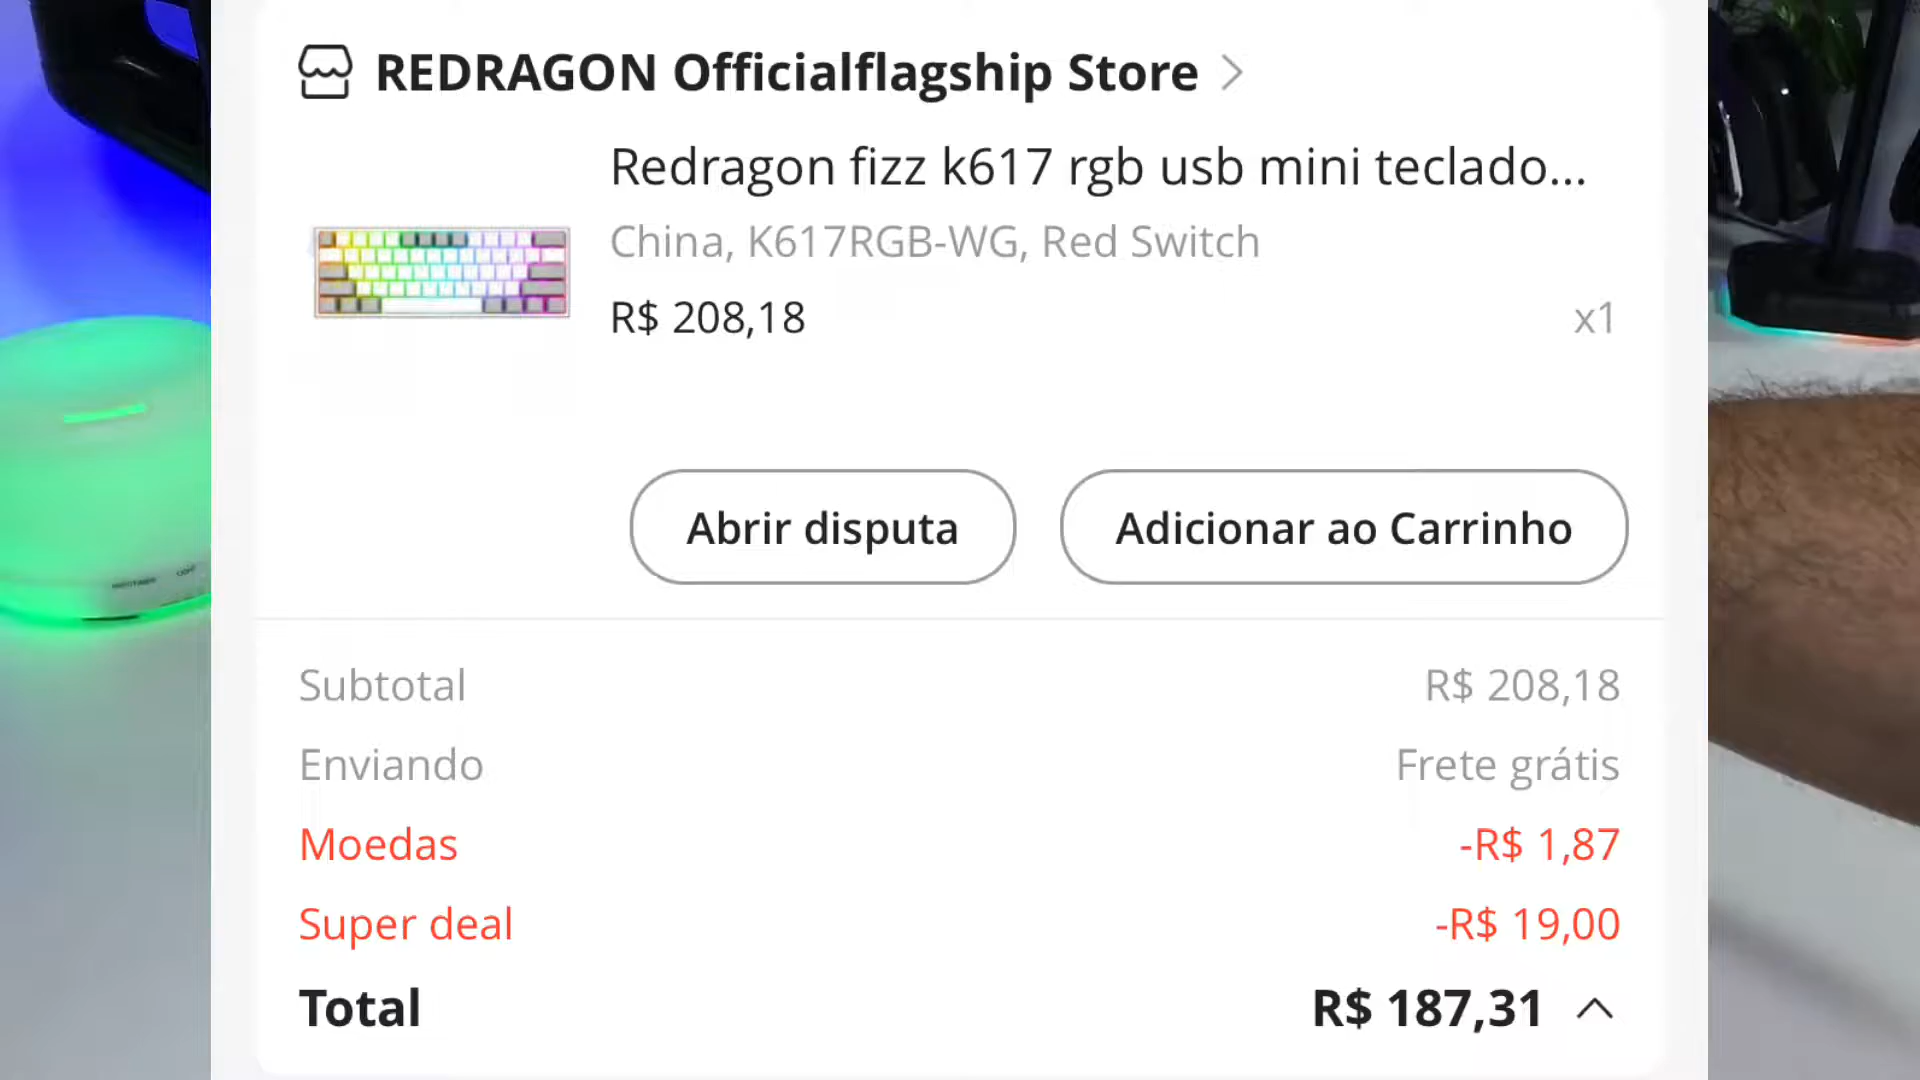 REDRAGON Officialflagship Store
Redragon fizz k617 rgb usb mini teclado...
China, K617RGB-WG, Red Switch
R$ 208,18
x1
Abrir disputa
Adicionar ao Carrinho
Subtotal
R$ 208,18
Enviando
Frete grátis
Moedas
-R$ 1,87
Super deal
-R$ 19,00
Total
R$ 187,31